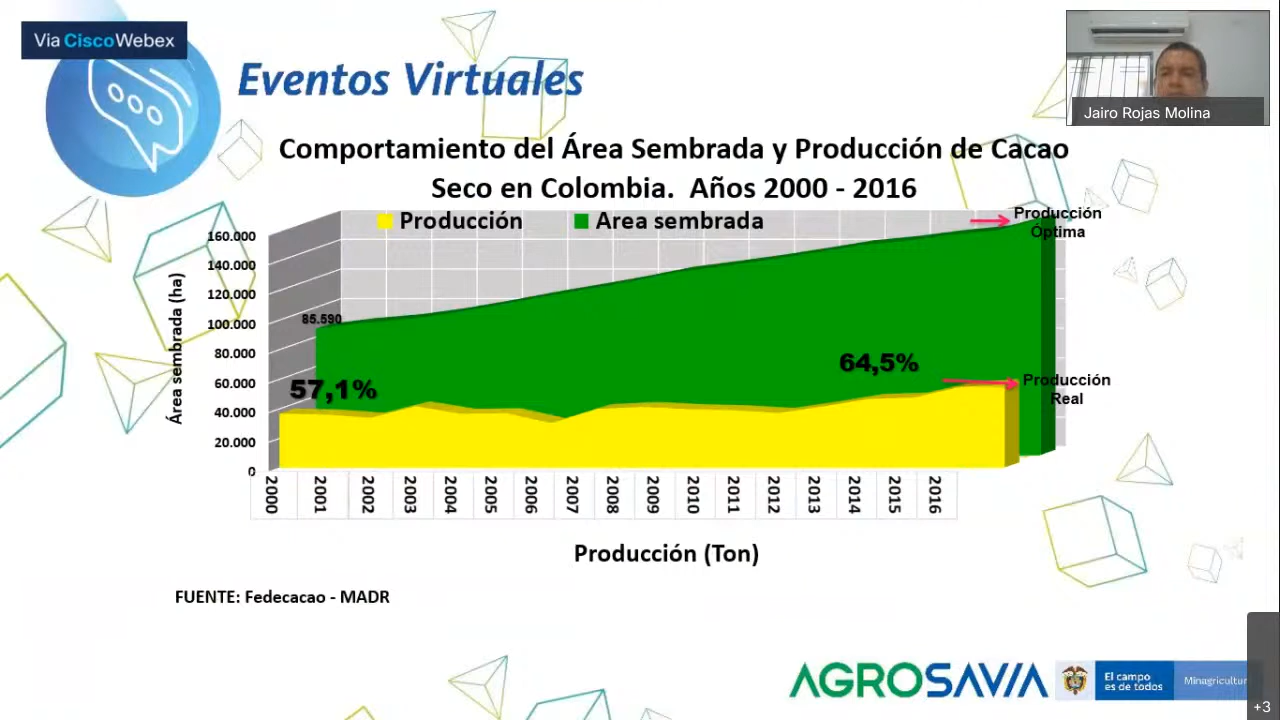 Via CiscoWebex
Eventos Virtuales
Jairo Rojas Molina
Comportamiento del Área Sembrada y Producción de Cacao
Seco en Colombia. Años 2000 - 2016
Producción
Area sembrada
Producción
Óptima
160.000
140.000
120.000
100.000
80.000
60.000
40.000
20.000
0
Área sembrada (ha)
85.590
57,1%
64,5%
Producción
Real
2000
2001
2002
2003
2004
2005
2006
2007
2008
2009
2010
2011
2012
2013
2014
2015
2016
Producción (Ton)
FUENTE: Fedecacao - MADR
AGROSAVIA
El campo
es de todos
Minagricultur
+3